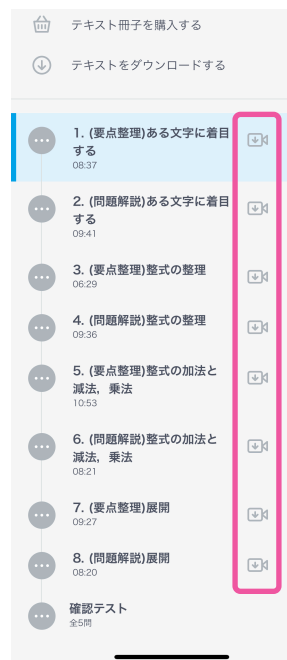 テキスト冊子を購入する
テキストをダウンロードする
1. (要点整理)ある文字に着目
する
08:37
2. (問題解説)ある文字に着目
する
09:41
3. (要点整理)整式の整理
06:29
4. (問題解説)整式の整理
09:36
5. (要点整理)整式の加法と
減法，乗法
10:53
6. (問題解説)整式の加法と
減法，乗法
08:21
7. (要点整理)展開
09:27
8. (問題解説)展開
08:20
確認テスト
全5問